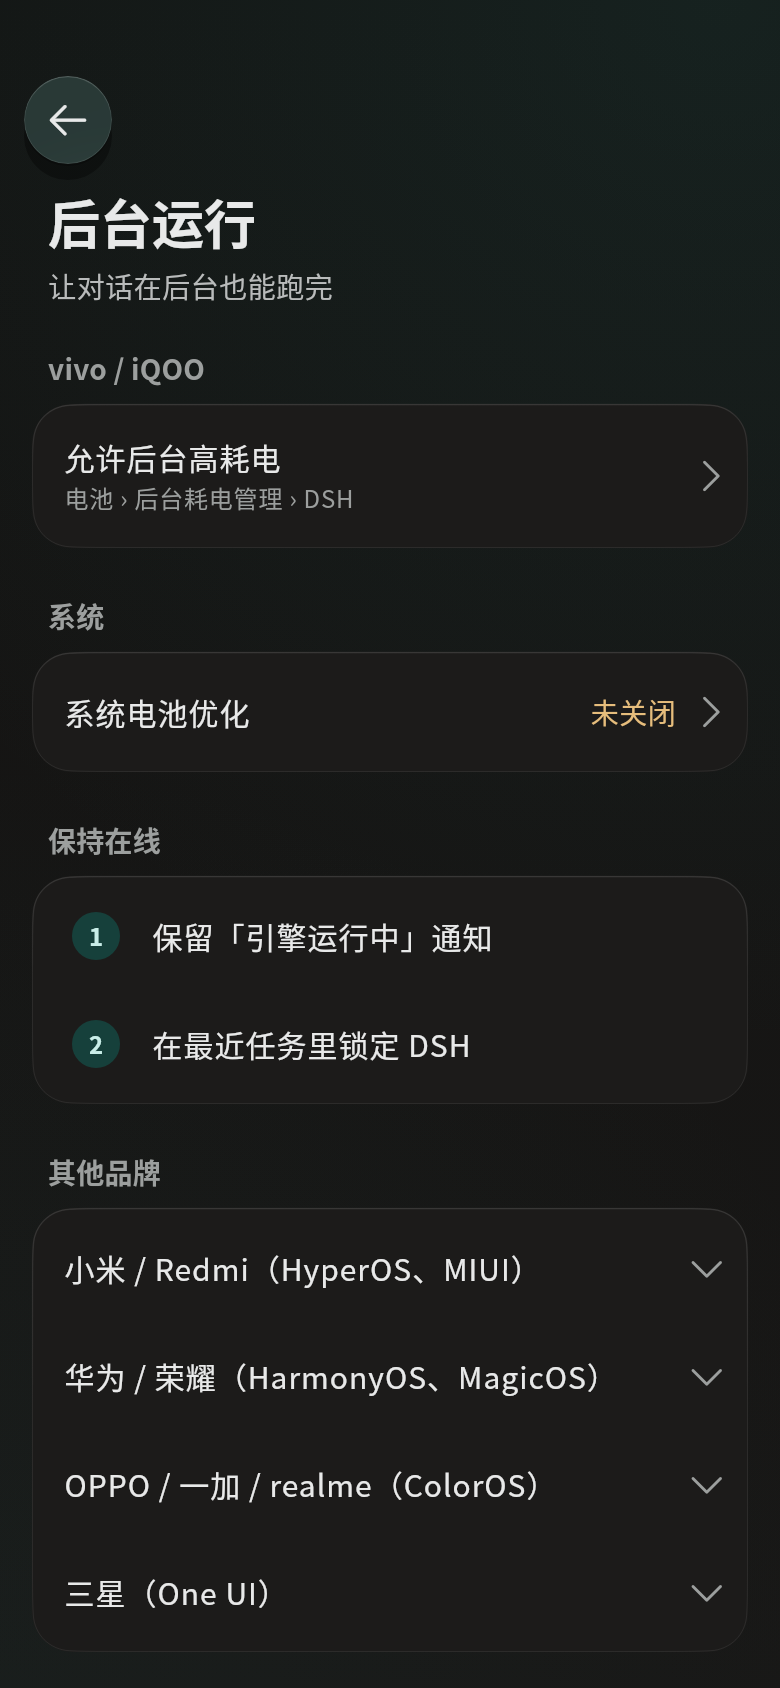 后台运行
让对话在后台也能跑完
vivo / iQOO
允许后台高耗电
电池 › 后台耗电管理 › DSH
系统
系统电池优化 未关闭
保持在线
1 保留「引擎运行中」通知
2 在最近任务里锁定 DSH
其他品牌
小米 / Redmi（HyperOS、MIUI）
华为 / 荣耀（HarmonyOS、MagicOS）
OPPO / 一加 / realme（ColorOS）
三星（One UI）